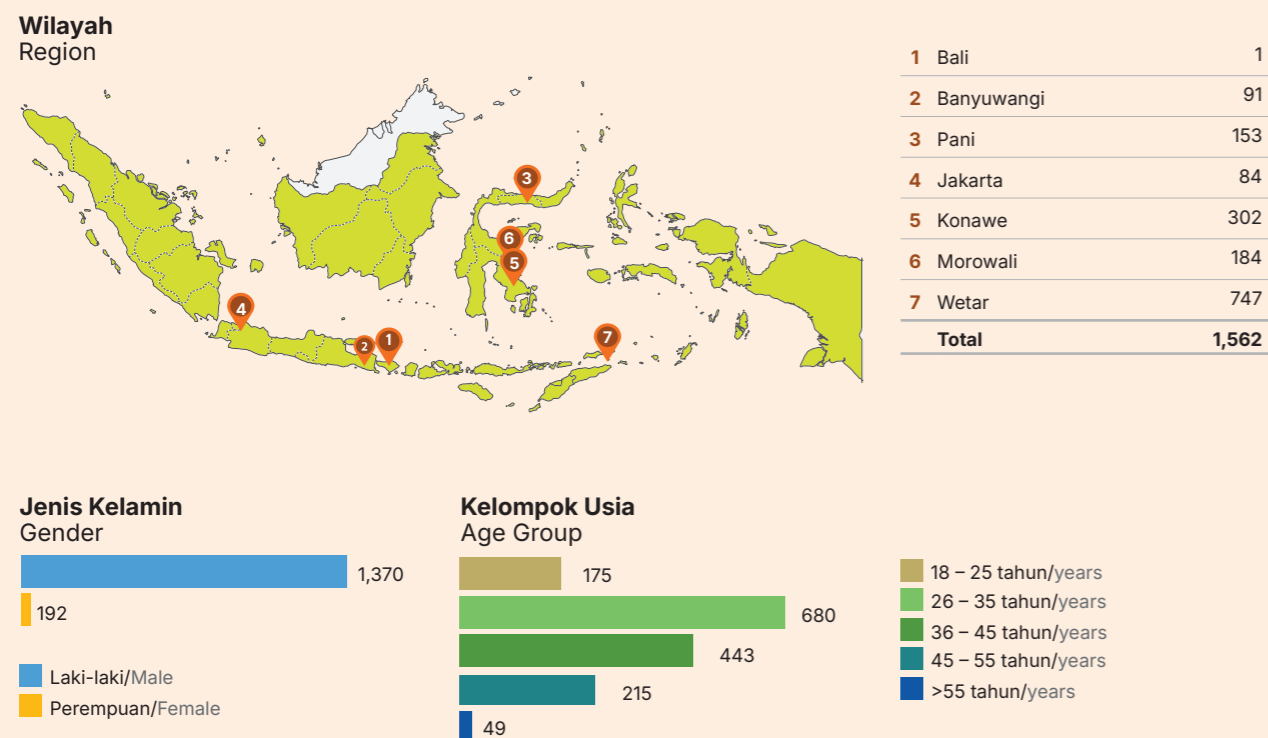 Wilayah
Region
3
6
5
4
2
1
7
1 Bali 1
2 Banyuwangi 91
3 Pani 153
4 Jakarta 84
5 Konawe 302
6 Morowali 184
7 Wetar 747
Total 1,562
Jenis Kelamin
Gender
1,370
192
Laki-laki/Male
Perempuan/Female
Kelompok Usia
Age Group
175
680
443
215
49
18 – 25 tahun/years
26 – 35 tahun/years
36 – 45 tahun/years
45 – 55 tahun/years
>55 tahun/years